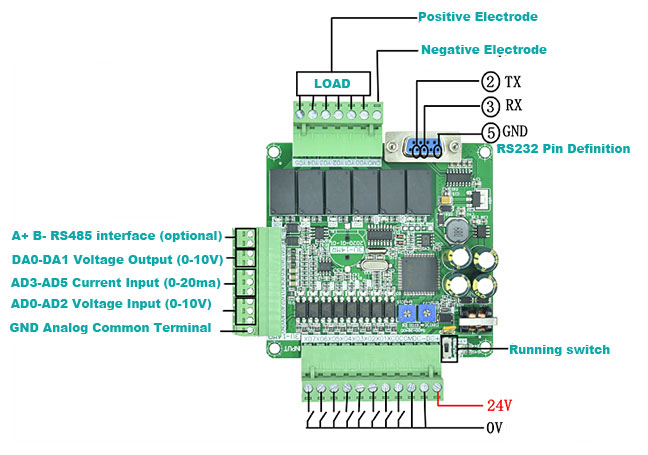 Positive Electrode
Negative Electrode
LOAD
② TX
③ RX
⑤ GND
RS232 Pin Definition
A+ B- RS485 interface (optional)
DA0-DA1 Voltage Output (0-10V)
AD3-AD5 Current Input (0-20ma)
AD0-AD2 Voltage Input (0-10V)
GND Analog Common Terminal
Running switch
24V
0V